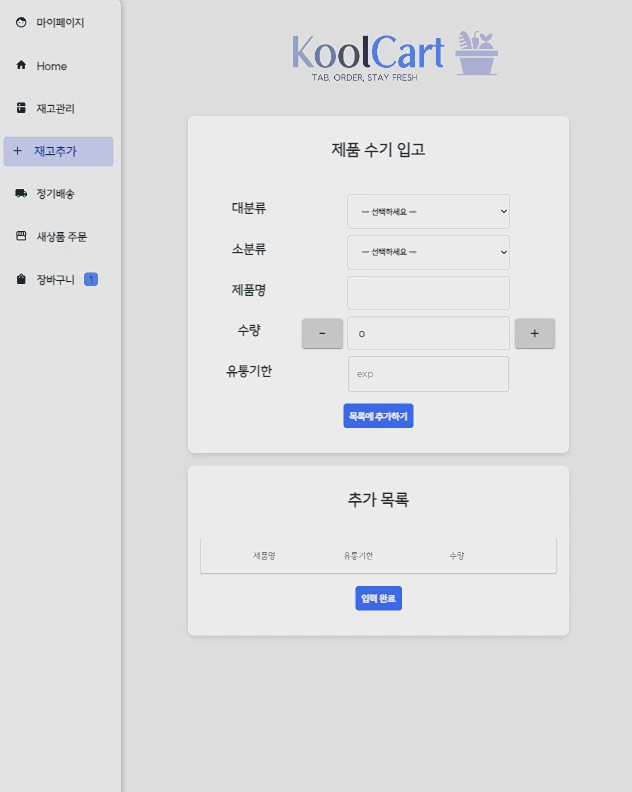 마이페이지
Home
재고관리
+ 재고추가
정기배송
새상품 주문
장바구니 1
KoolCart
TAB, ORDER, STAY FRESH
제품 수기 입고
대분류 --- 선택하세요 ---
소분류 --- 선택하세요 ---
제품명
수량 - 0 +
유통기한 exp
목록에 추가하기
추가 목록
제품명 유통기한 수량
입력 완료